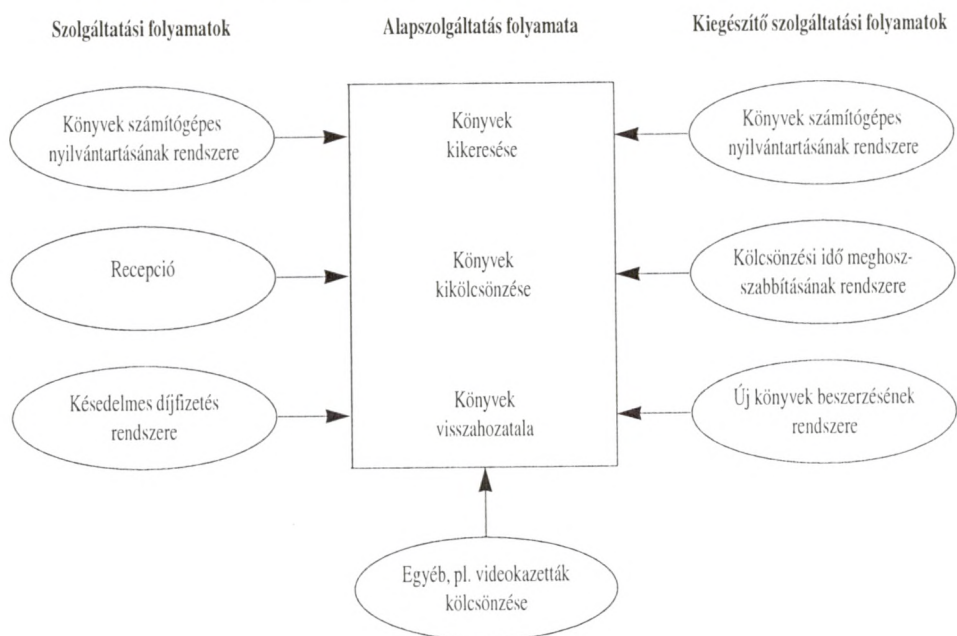 Szolgáltatási folyamatok
Alapszolgáltatás folyamata
Kiegészítő szolgáltatási folyamatok
Könyvek számítógépes
nyilvántartásának rendszere
Könyvek
kikeresése
Könyvek számítógépes
nyilvántartásának rendszere
Recepció
Könyvek
kikölcsönzése
Kölcsönzési idő meghosz-
szabbításának rendszere
Késedelmes díjfizetés
rendszere
Könyvek
visszahozatala
Új könyvek beszerzésének
rendszere
Egyéb, pl. videokazetták
kölcsönzése